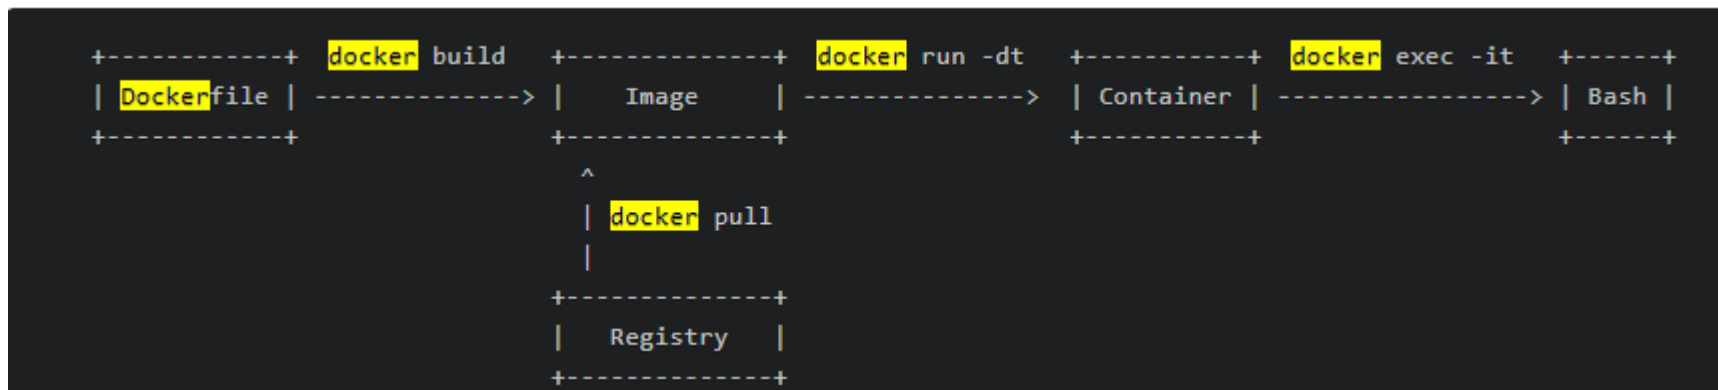 +------------+  docker build   +--------------+  docker run -dt   +-----------+  docker exec -it   +------+
| Dockerfile | --------------> |    Image     | --------------->  | Container | -----------------> | Bash |
+------------+                 +--------------+                   +-----------+                    +------+
                                 ^
                                 | docker pull
                                 |
                               +--------------+
                               |   Registry   |
                               +--------------+